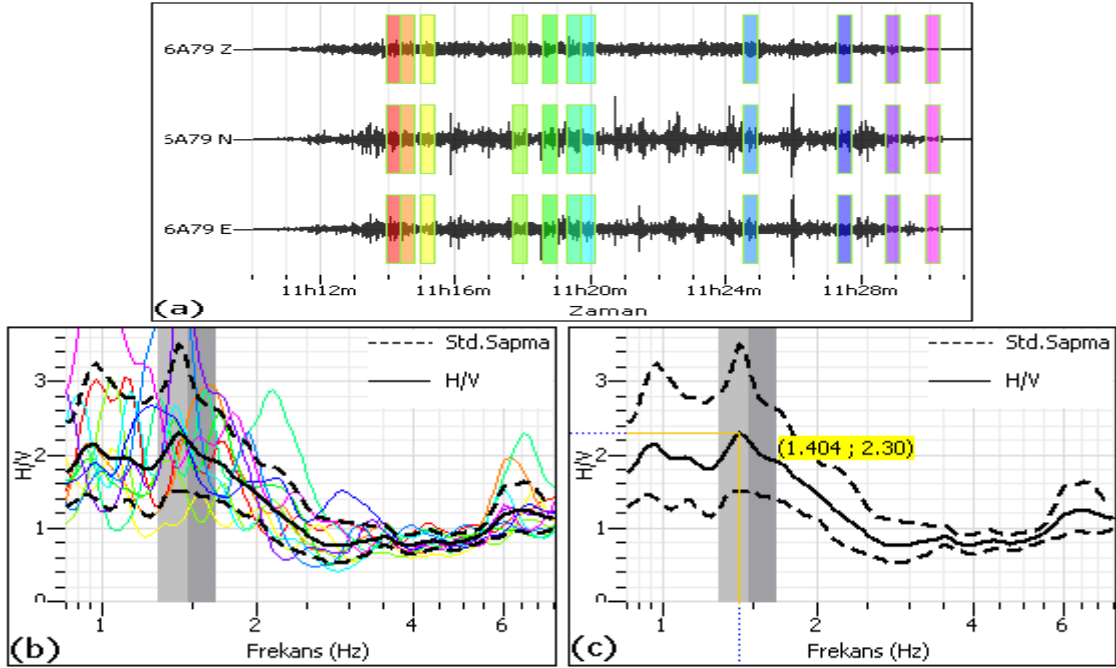 6A79 Z
5A79 N
6A79 E
11h12m 11h16m 11h20m 11h24m 11h28m
Zaman
(a)
Std.Sapma
H/V
3
2
1
0
H/V
1 2 4 6
Frekans (Hz)
(b)
Std.Sapma
H/V
(1.404 ; 2.30)
3
2
1
0
H/V
1 2 4 6
Frekans (Hz)
(c)